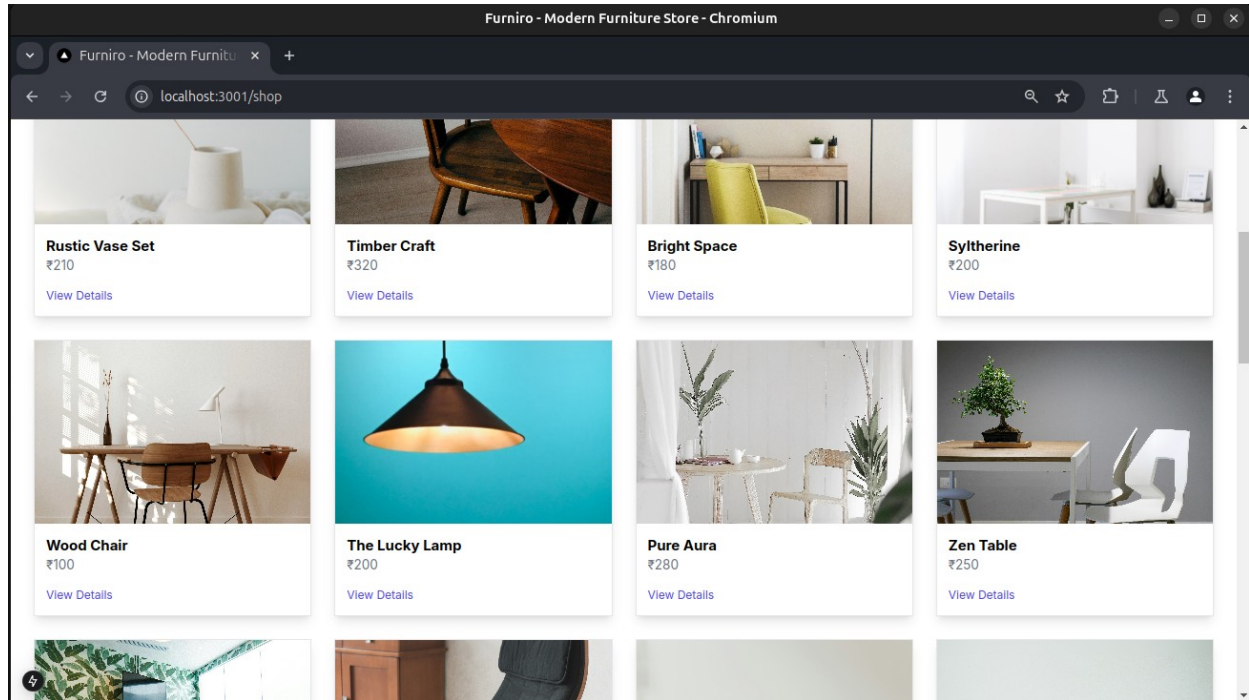 Furniro - Modern Furniture Store - Chromium
Furniro - Modern Furnitu
localhost:3001/shop
Rustic Vase Set
₹210
View Details
Timber Craft
₹320
View Details
Bright Space
₹180
View Details
Syltherine
₹200
View Details
Wood Chair
₹100
View Details
The Lucky Lamp
₹200
View Details
Pure Aura
₹280
View Details
Zen Table
₹250
View Details